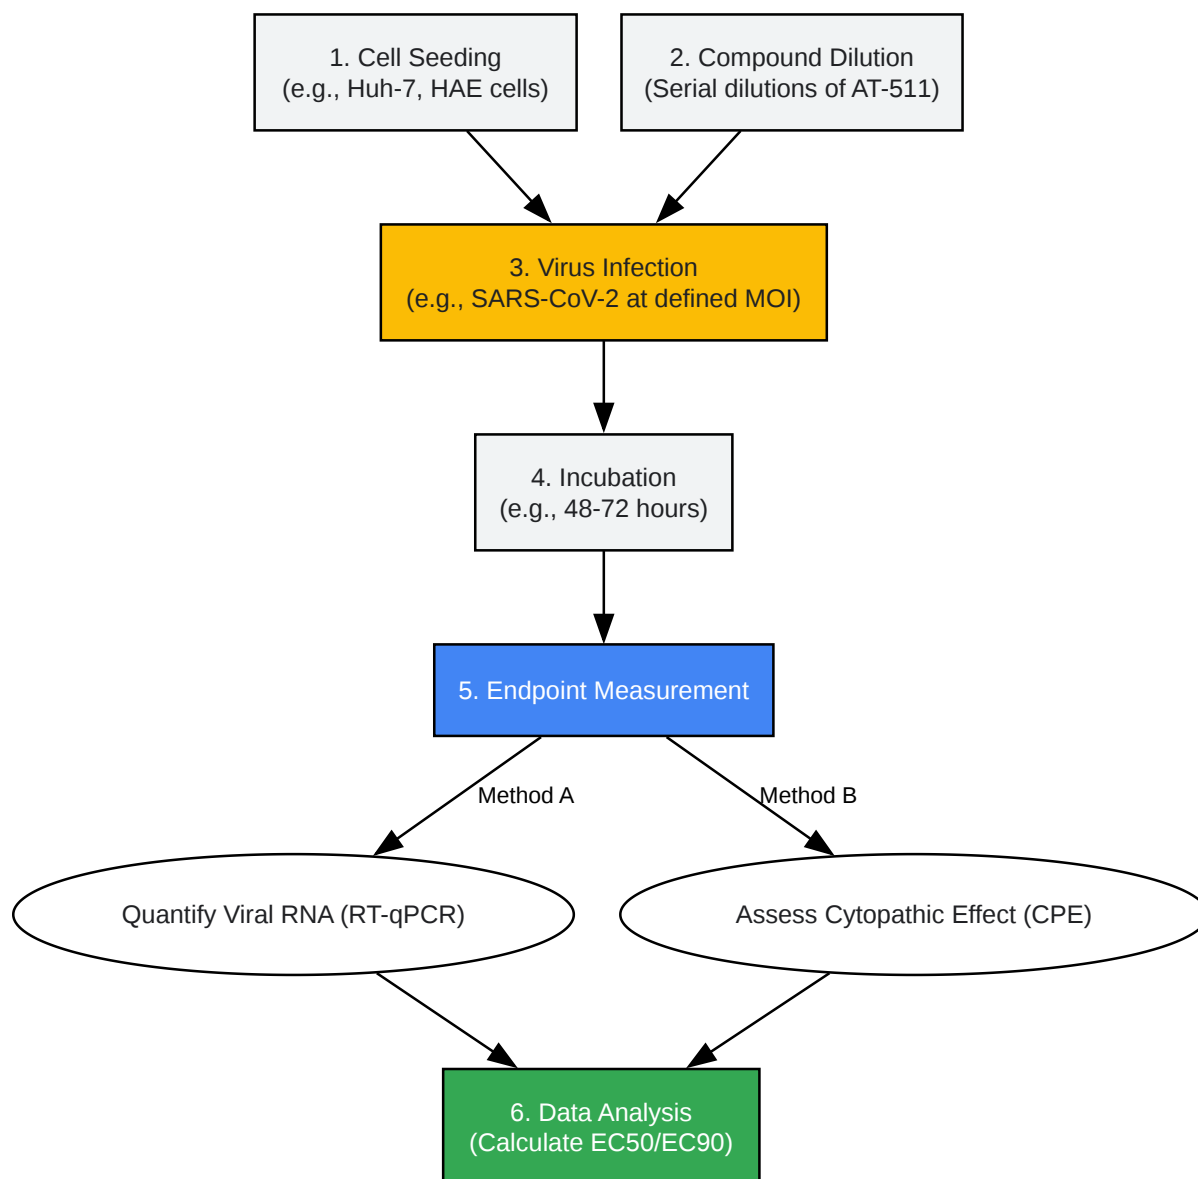 1. Cell Seeding
(e.g., Huh-7, HAE cells)
2. Compound Dilution
(Serial dilutions of AT-511)
3. Virus Infection
(e.g., SARS-CoV-2 at defined MOI)
4. Incubation
(e.g., 48-72 hours)
5. Endpoint Measurement
Method A
Method B
Quantify Viral RNA (RT-qPCR)
Assess Cytopathic Effect (CPE)
6. Data Analysis
(Calculate EC50/EC90)